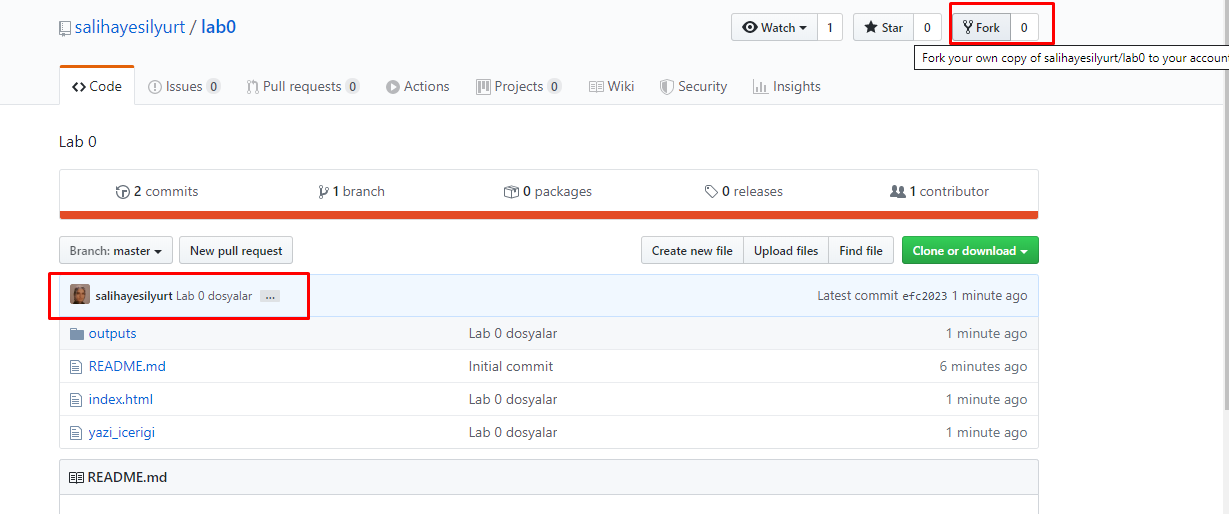 salihayesilyurt / lab0
Watch 1 Star 0 Fork 0
Fork your own copy of salihayesilyurt/lab0 to your account
Code Issues 0 Pull requests 0 Actions Projects 0 Wiki Security Insights
Lab 0
2 commits 1 branch 0 packages 0 releases 1 contributor
Branch: master New pull request Create new file Upload files Find file Clone or download
salihayesilyurt Lab 0 dosyalar ... Latest commit efc2023 1 minute ago
outputs Lab 0 dosyalar 1 minute ago
README.md Initial commit 6 minutes ago
index.html Lab 0 dosyalar 1 minute ago
yazi_icerigi Lab 0 dosyalar 1 minute ago
README.md